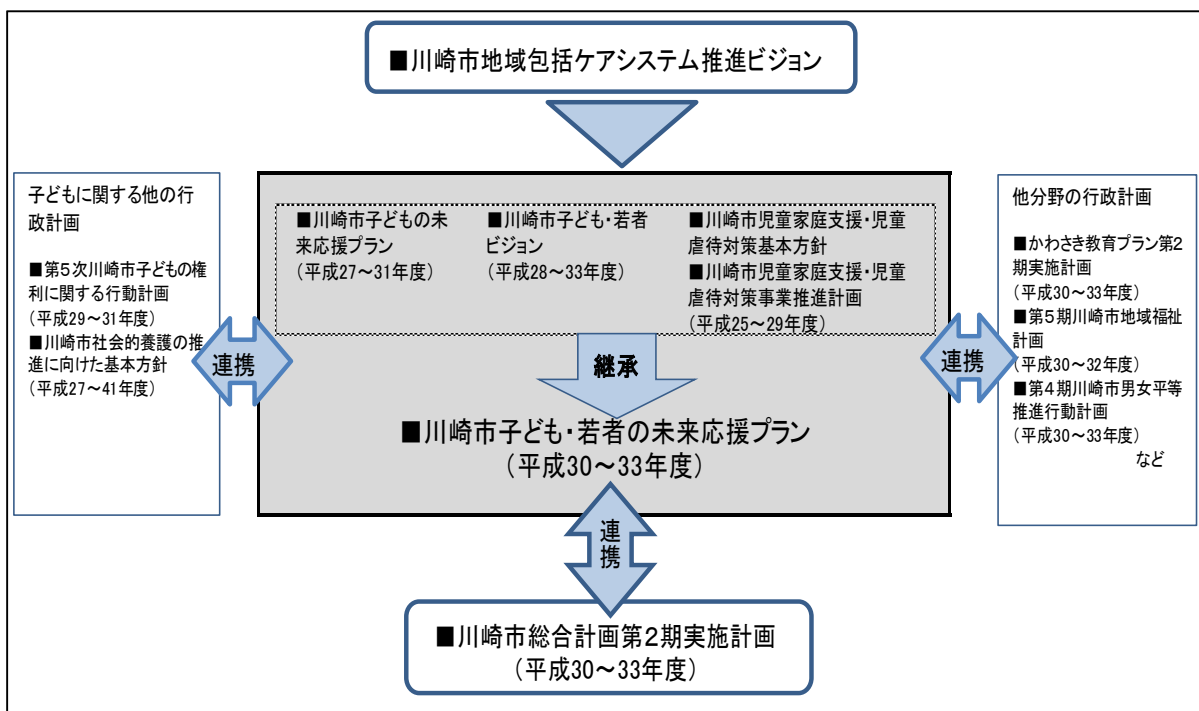 ■川崎市地域包括ケアシステム推進ビジョン
子どもに関する他の行
政計画
■第5次川崎市子どもの権
利に関する行動計画
(平成29～31年度)
■川崎市社会的養護の推
進に向けた基本方針
(平成27～41年度)
連携
■川崎市子どもの未
来応援プラン
(平成27～31年度)
■川崎市子ども・若者
ビジョン
(平成28～33年度)
■川崎市児童家庭支援・児童
虐待対策基本方針
■川崎市児童家庭支援・児童
虐待対策事業推進計画
(平成25～29年度)
継承
■川崎市子ども・若者の未来応援プラン
(平成30～33年度)
連携
他分野の行政計画
■かわさき教育プラン第2
期実施計画
(平成30～33年度)
■第5期川崎市地域福祉
計画
(平成30～32年度)
■第4期川崎市男女平等
推進行動計画
(平成30～33年度)
など
連携
■川崎市総合計画第2期実施計画
(平成30～33年度)